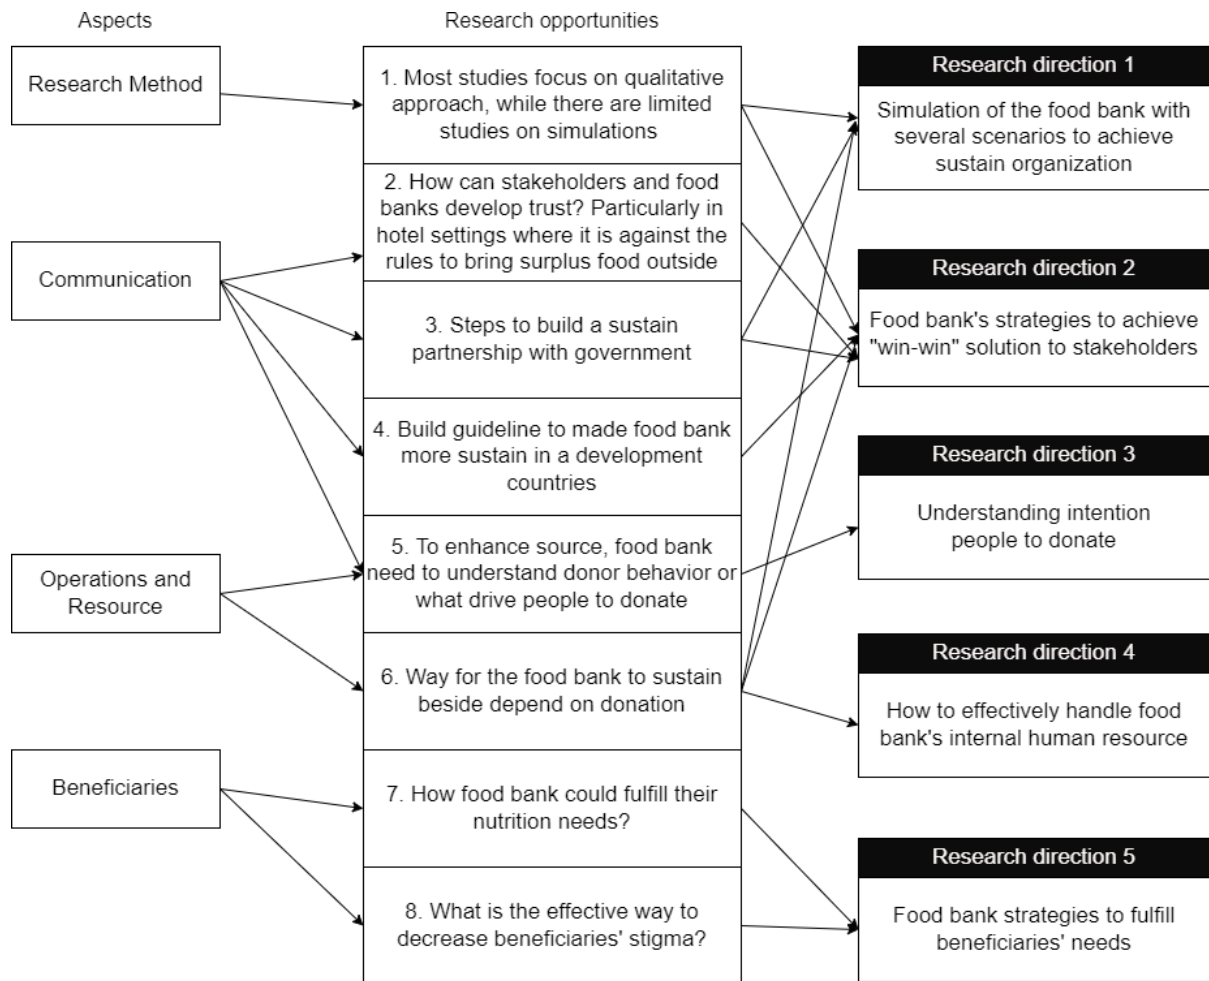 Aspects
Research opportunities
Research Method
Communication
Operations and
Resource
Beneficiaries
1. Most studies focus on qualitative
approach, while there are limited
studies on simulations
2. How can stakeholders and food
banks develop trust? Particularly in
hotel settings where it is against the
rules to bring surplus food outside
3. Steps to build a sustain
partnership with government
4. Build guideline to made food bank
more sustain in a development
countries
5. To enhance source, food bank
need to understand donor behavior or
what drive people to donate
6. Way for the food bank to sustain
beside depend on donation
7. How food bank could fulfill their
nutrition needs?
8. What is the effective way to
decrease beneficiaries' stigma?
Research direction 1
Simulation of the food bank with
several scenarios to achieve
sustain organization
Research direction 2
Food bank's strategies to achieve
"win-win" solution to stakeholders
Research direction 3
Understanding intention
people to donate
Research direction 4
How to effectively handle food
bank's internal human resource
Research direction 5
Food bank strategies to fulfill
beneficiaries' needs